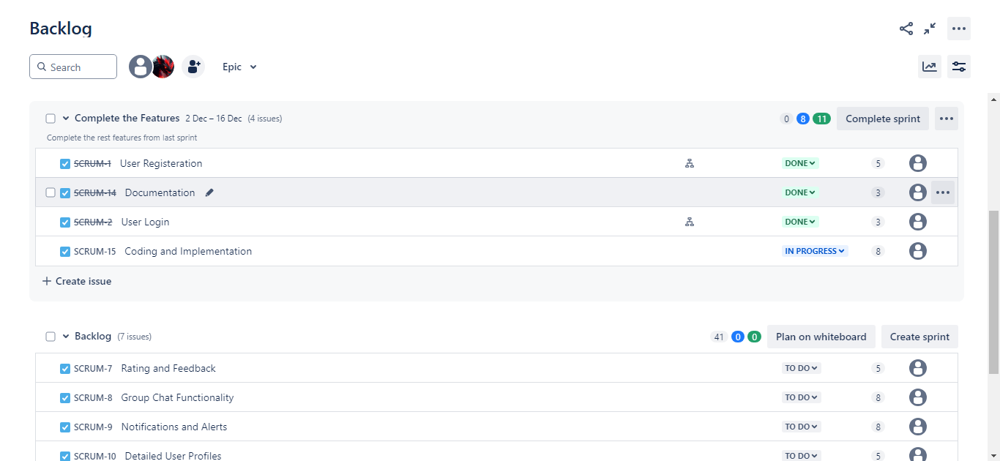 Backlog
Search
Epic
Complete the Features 2 Dec – 16 Dec (4 issues) 0 8 11 Complete sprint
Complete the rest features from last sprint
SCRUM-1 User Registeration DONE 5
SCRUM-14 Documentation DONE 3
SCRUM-2 User Login DONE 3
SCRUM-15 Coding and Implementation IN PROGRESS 8
Create issue
Backlog (7 issues) 41 0 0 Plan on whiteboard Create sprint
SCRUM-7 Rating and Feedback TO DO 5
SCRUM-8 Group Chat Functionality TO DO 8
SCRUM-9 Notifications and Alerts TO DO 8
SCRUM-10 Detailed User Profiles TO DO 5